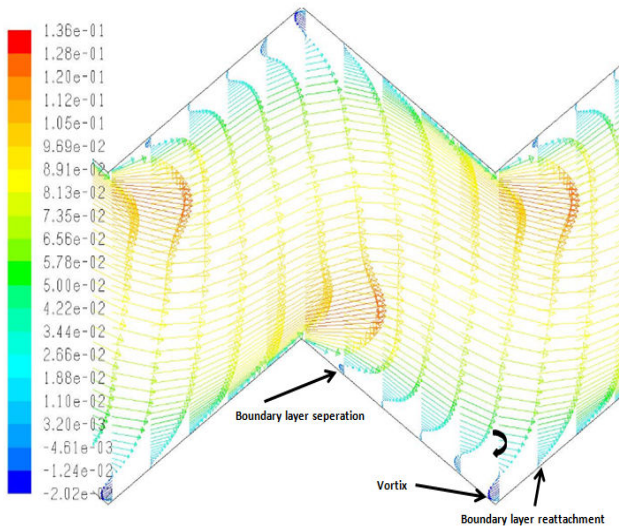 1.36e-01
1.28e-01
1.20e-01
1.12e-01
1.05e-01
9.69e-02
8.91e-02
8.13e-02
7.35e-02
6.56e-02
5.78e-02
5.00e-02
4.22e-02
3.44e-02
2.66e-02
1.88e-02
1.10e-02
3.20e-03
-4.61e-03
-1.24e-02
-2.02e-
Boundary layer seperation
Vortix
Boundary layer reattachment